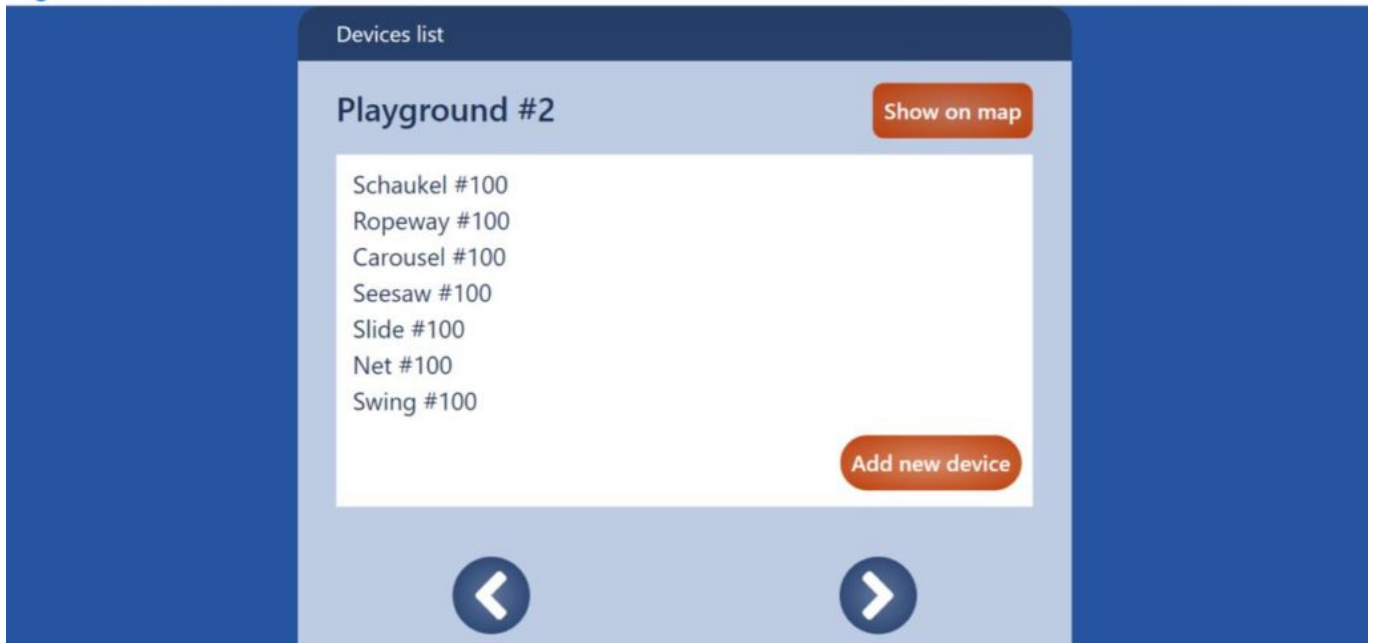 Devices list
Playground #2
Show on map
Schaukel #100
Ropeway #100
Carousel #100
Seesaw #100
Slide #100
Net #100
Swing #100
Add new device